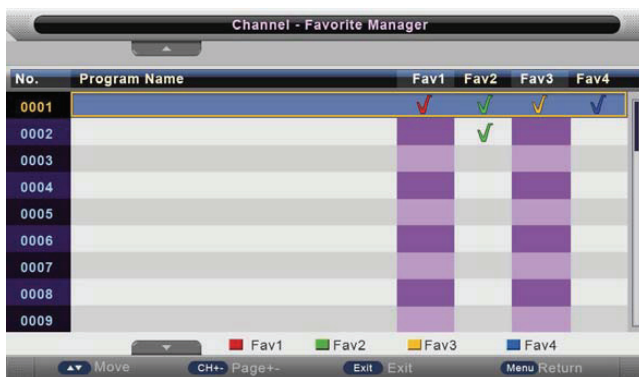 Channel - Favorite Manager
No. Program Name Fav1 Fav2 Fav3 Fav4
0001
0002
0003
0004
0005
0006
0007
0008
0009
Fav1 Fav2 Fav3 Fav4
Move CH+- Page+- Exit Exit Menu Return